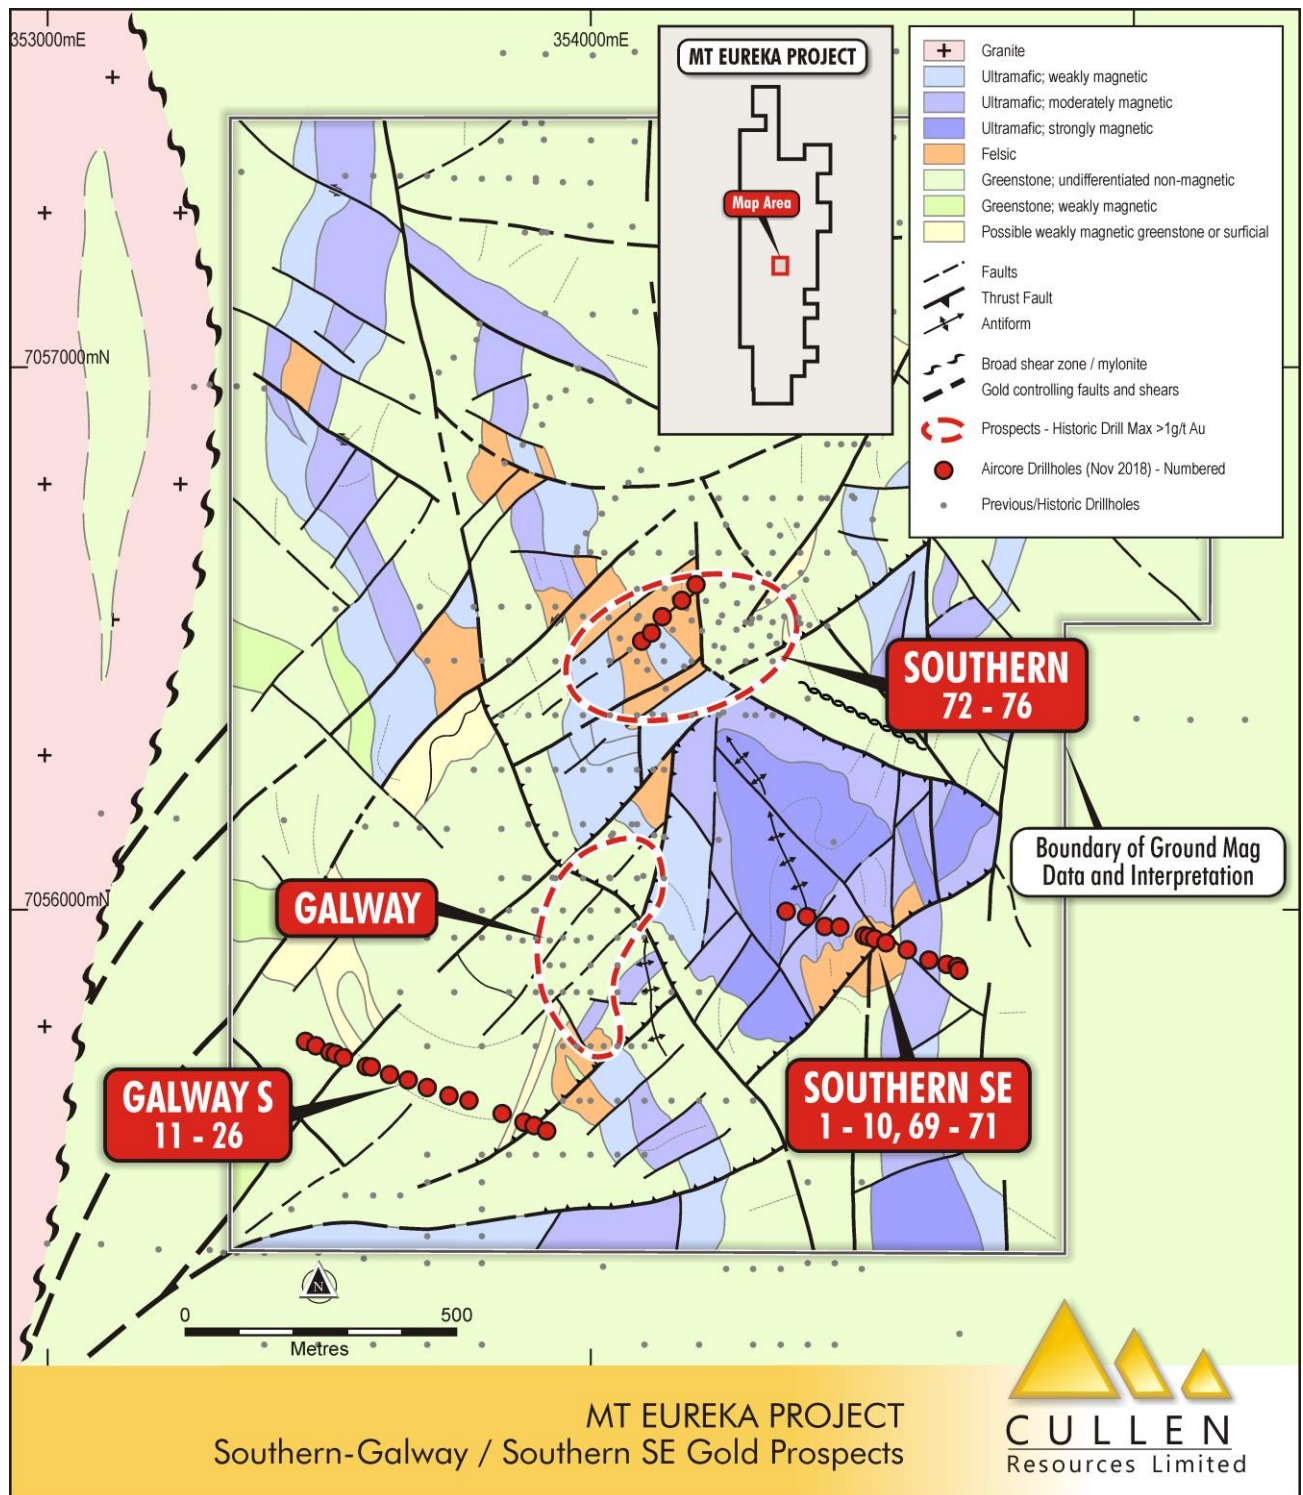 353000mE
354000mE
MT EUREKA PROJECT
Map Area
Granite
Ultramafic; weakly magnetic
Ultramafic; moderately magnetic
Ultramafic; strongly magnetic
Felsic
Greenstone; undifferentiated non-magnetic
Greenstone; weakly magnetic
Possible weakly magnetic greenstone or surficial
Faults
Thrust Fault
Antiform
Broad shear zone / mylonite
Gold controlling faults and shears
Prospects - Historic Drill Max >1g/t Au
Aircore Drillholes (Nov 2018) - Numbered
Previous/Historic Drillholes
7057000mN
SOUTHERN
72 - 76
Boundary of Ground Mag
Data and Interpretation
GALWAY
7056000mN
GALWAY S
11 - 26
SOUTHERN SE
1 - 10, 69 - 71
N
0 500
Metres
MT EUREKA PROJECT
Southern-Galway / Southern SE Gold Prospects
CULLEN
Resources Limited